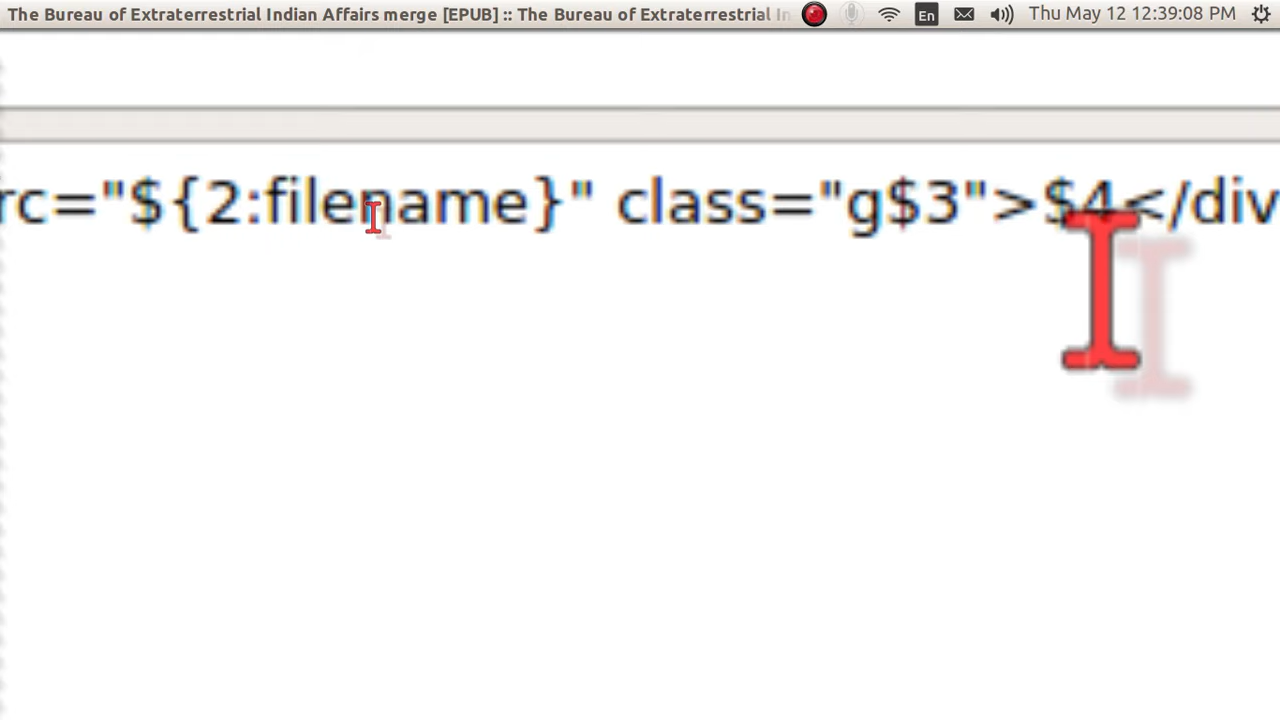 The Bureau of Extraterrestrial Indian Affairs merge [EPUB] :: The Bureau of Extraterrestrial In
En
Thu May 12 12:39:08 PM
rc="${2:filename}" class="g$3">$4</div